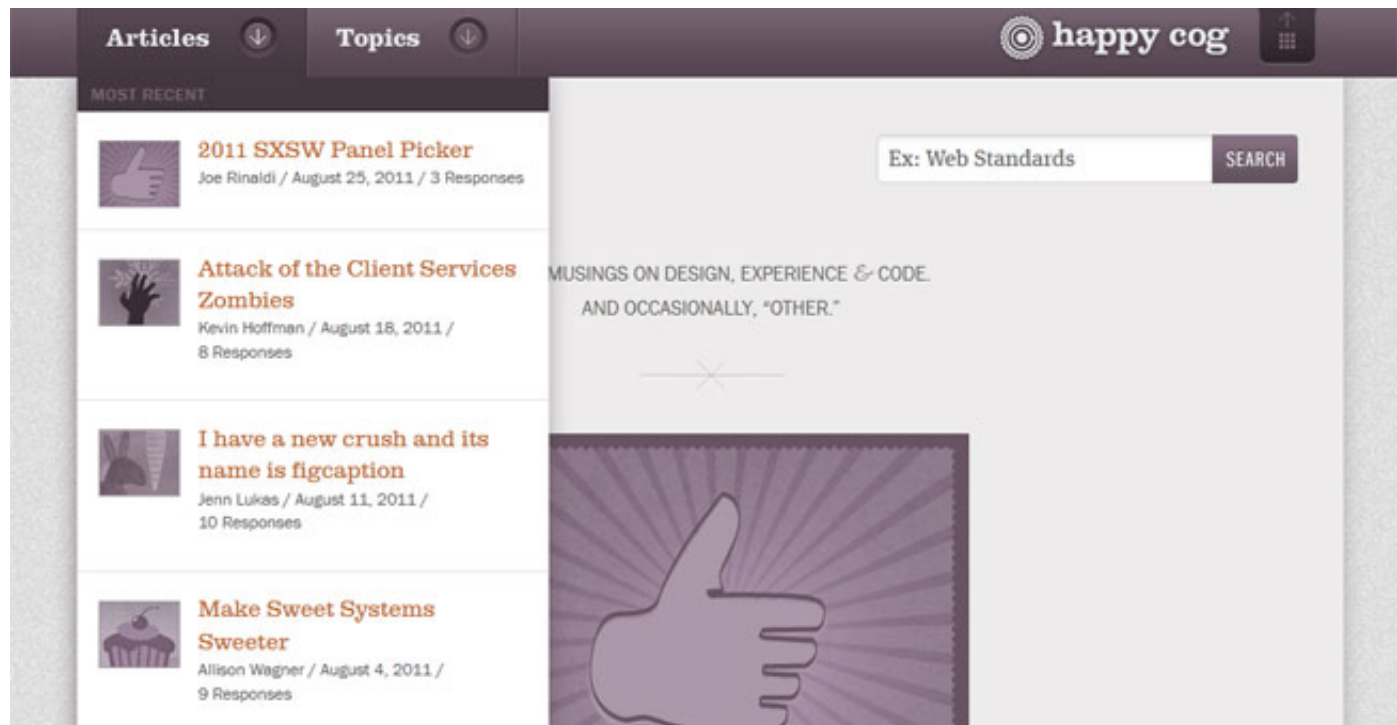 Articles
Topics
happy cog
MOST RECENT
2011 SXSW Panel Picker
Joe Rinaldi / August 25, 2011 / 3 Responses
Attack of the Client Services
Zombies
Kevin Hoffman / August 18, 2011 /
8 Responses
I have a new crush and its
name is figcaption
Jenn Lukas / August 11, 2011 /
10 Responses
Make Sweet Systems
Sweeter
Allison Wagner / August 4, 2011 /
9 Responses
Ex: Web Standards
SEARCH
MUSINGS ON DESIGN, EXPERIENCE & CODE.
AND OCCASIONALLY, “OTHER.”